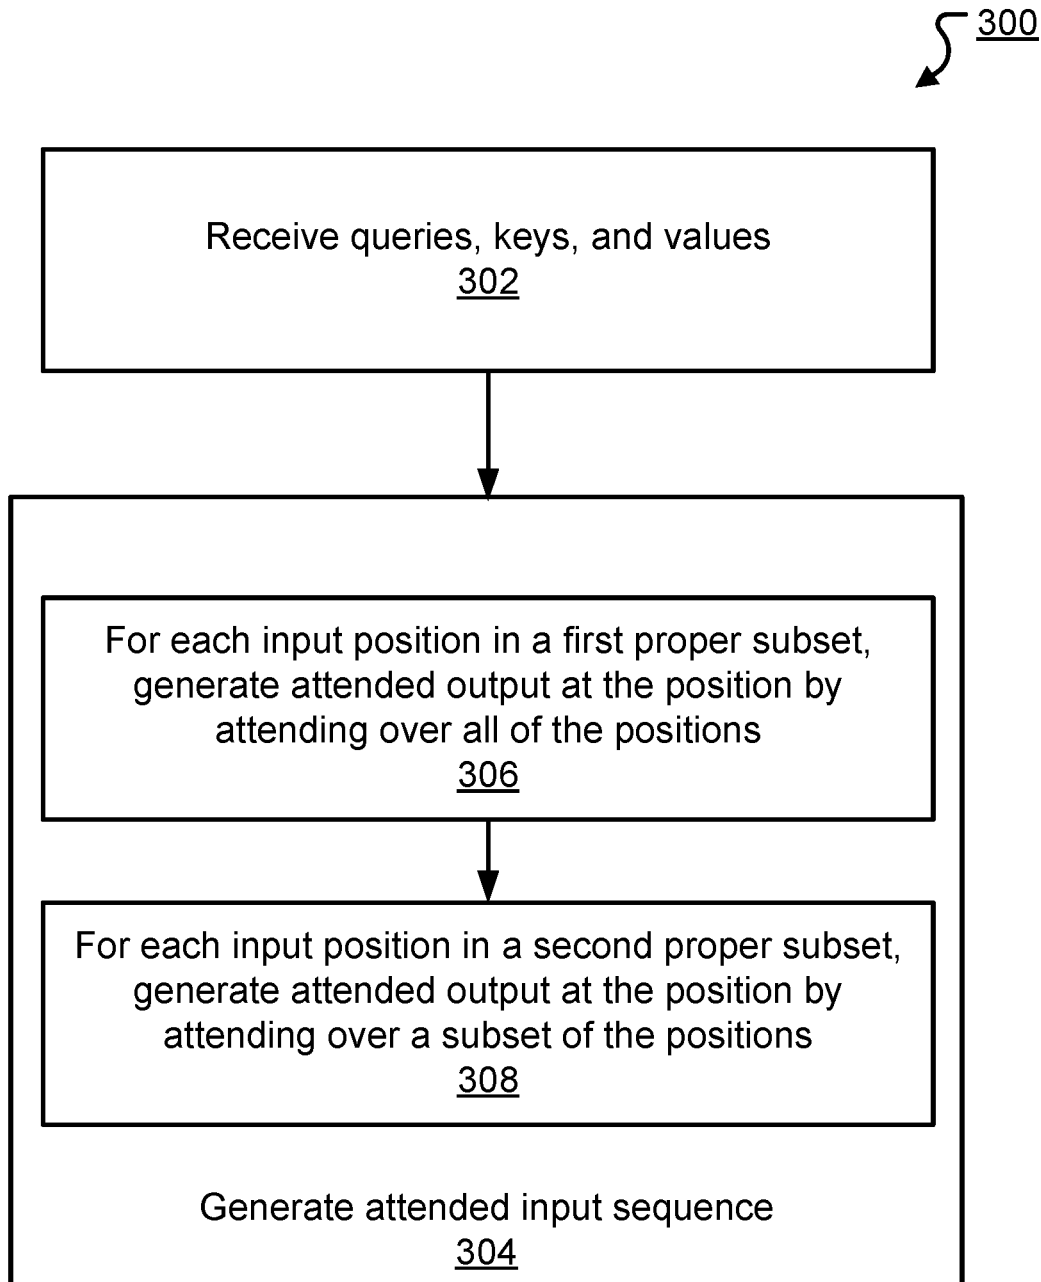 300
Receive queries, keys, and values
302
For each input position in a first proper subset,
generate attended output at the position by
attending over all of the positions
306
For each input position in a second proper subset,
generate attended output at the position by
attending over a subset of the positions
308
Generate attended input sequence
304